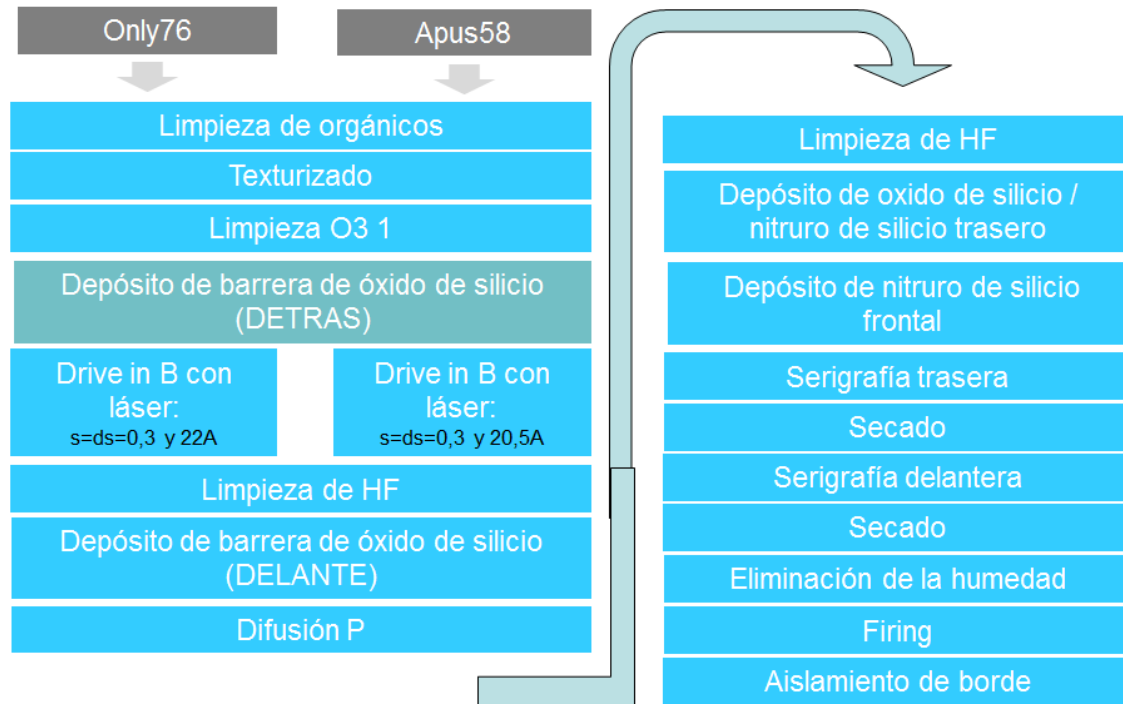 Only76
Apus58
Limpieza de orgánicos
Texturizado
Limpieza O3 1
Depósito de barrera de óxido de silicio
(DETRAS)
Drive in B con
láser:
s=ds=0,3 y 22A
Drive in B con
láser:
s=ds=0,3 y 20,5A
Limpieza de HF
Depósito de barrera de óxido de silicio
(DELANTE)
Difusión P
Limpieza de HF
Depósito de oxido de silicio /
nitruro de silicio trasero
Depósito de nitruro de silicio
frontal
Serigrafía trasera
Secado
Serigrafía delantera
Secado
Eliminación de la humedad
Firing
Aislamiento de borde